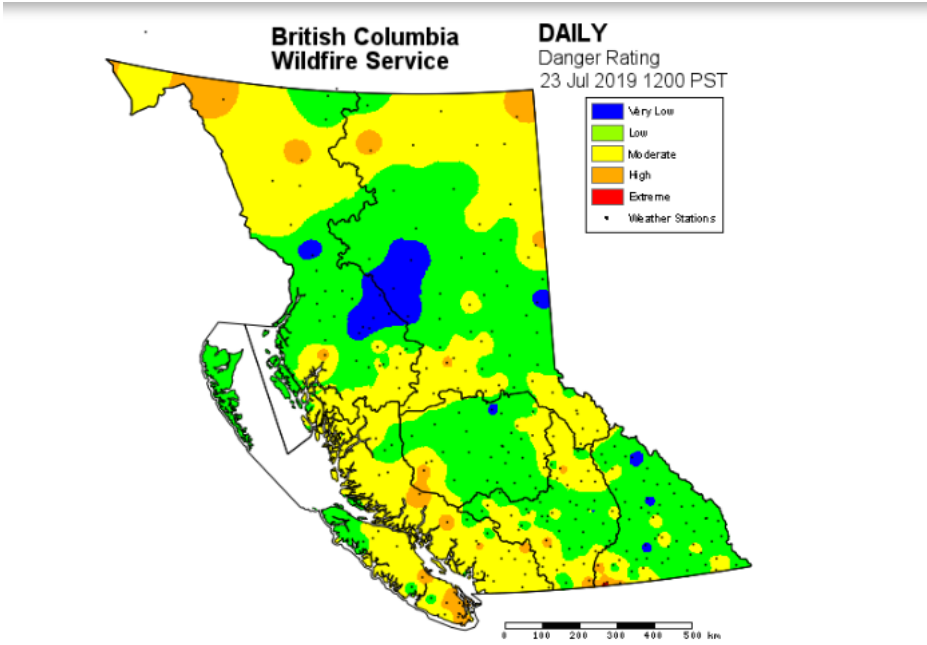 British Columbia
Wildfire Service
DAILY
Danger Rating
23 Jul 2019 1200 PST
Very Low
Low
Moderate
High
Extreme
Weather Stations
0 100 200 300 400 500 km